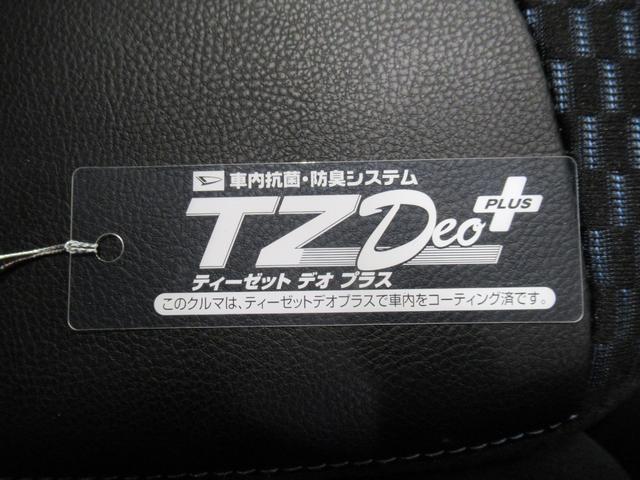 車内抗菌・防臭システム
TZDeo PLUS
ティーゼット デオ プラス
このクルマは、ティーゼットデオプラスで車内をコーティング済です。